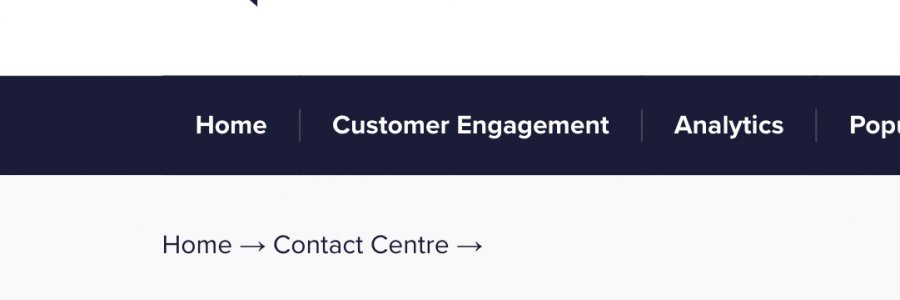 Home Customer Engagement Analytics
Home → Contact Centre →